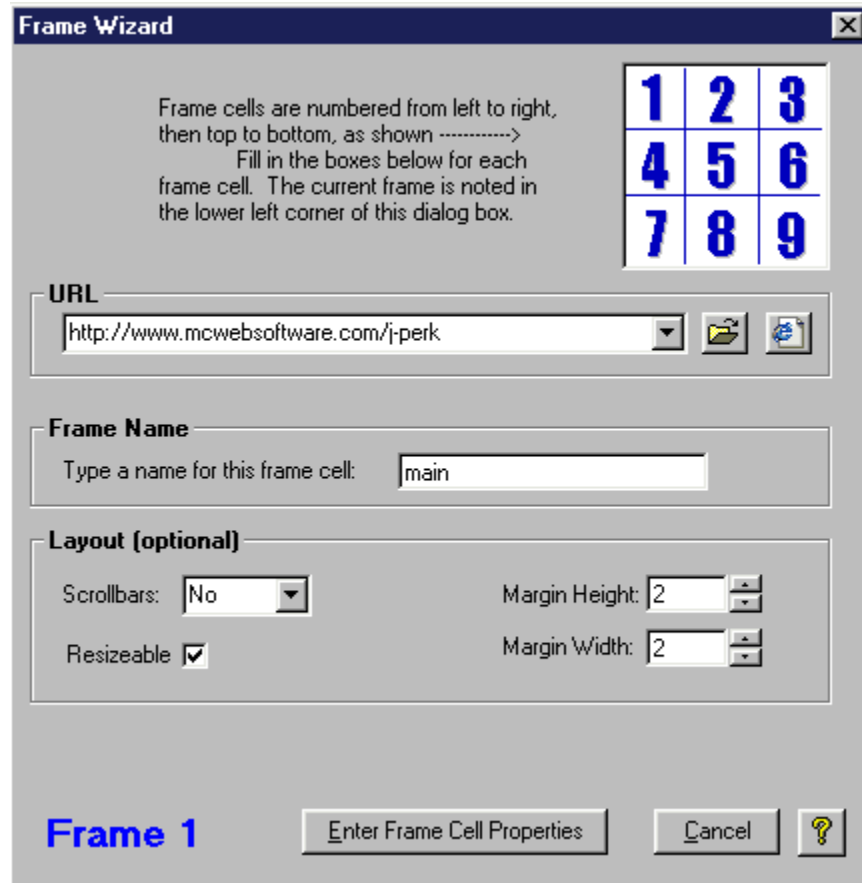 Frame Wizard
Frame cells are numbered from left to right,
then top to bottom, as shown ------------>
Fill in the boxes below for each
frame cell.  The current frame is noted in
the lower left corner of this dialog box.
1 2 3
4 5 6
7 8 9
URL
http://www.mcwebsoftware.com/j-perk
Frame Name
Type a name for this frame cell: main
Layout (optional)
Scrollbars: No Margin Height: 2
Resizeable Margin Width: 2
Frame 1 Enter Frame Cell Properties Cancel ?